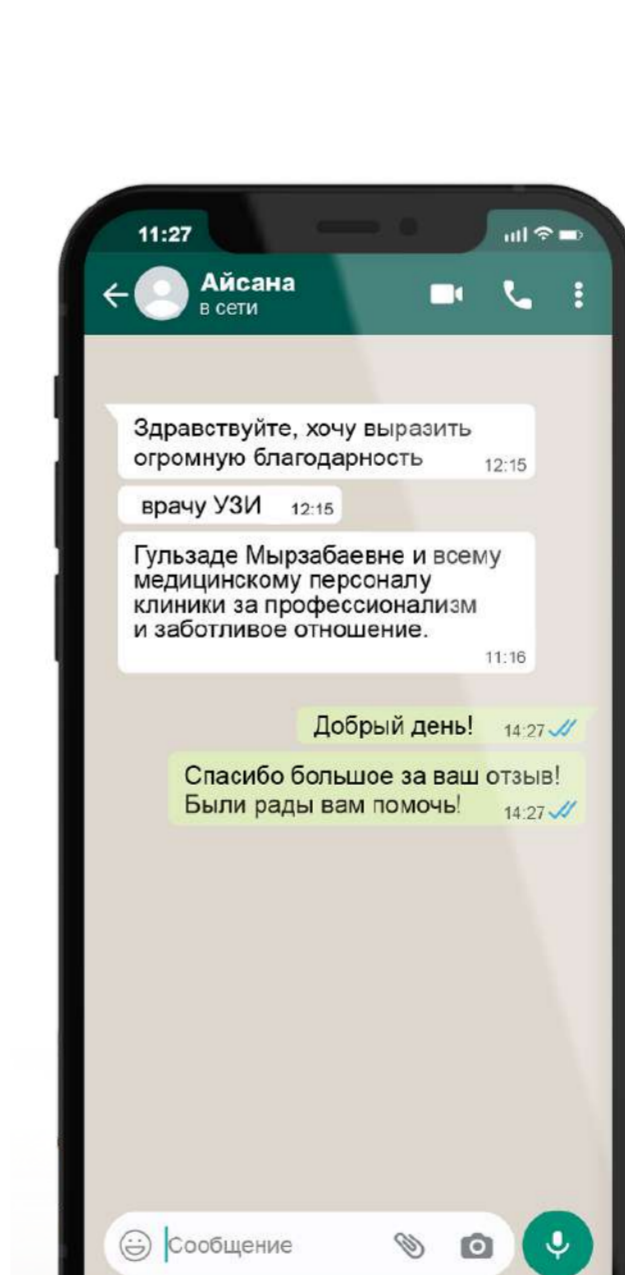 11:27
Айсана
в сети
Здравствуйте, хочу выразить
огромную благодарность 12:15
врачу УЗИ 12:15
Гульзаде Мырзабаевне и всему
медицинскому персоналу
клиники за профессионализм
и заботливое отношение.
11:16
Добрый день! 14:27
Спасибо большое за ваш отзыв!
Были рады вам помочь! 14:27
Сообщение